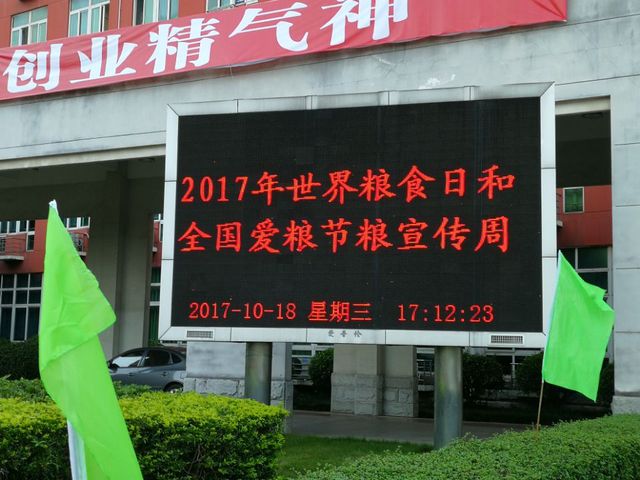 创业精气神
2017年世界粮食日和
全国爱粮节粮宣传周
2017-10-18 星期三 17:12:23